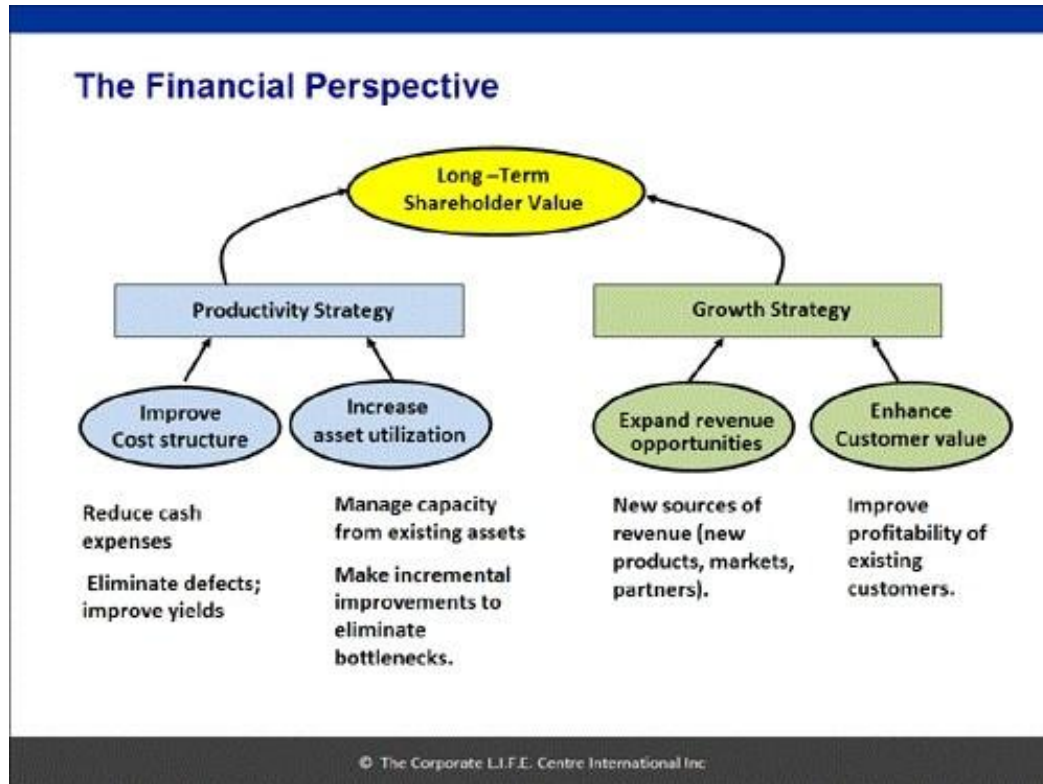 The Financial Perspective
Long –Term
Shareholder Value
Productivity Strategy
Growth Strategy
Improve
Cost structure
Increase
asset utilization
Expand revenue
opportunities
Enhance
Customer value
Reduce cash
expenses
Eliminate defects;
improve yields
Manage capacity
from existing assets
Make incremental
improvements to
eliminate
bottlenecks.
New sources of
revenue (new
products, markets,
partners).
Improve
profitability of
existing
customers.
© The Corporate L.I.F.E. Centre International Inc